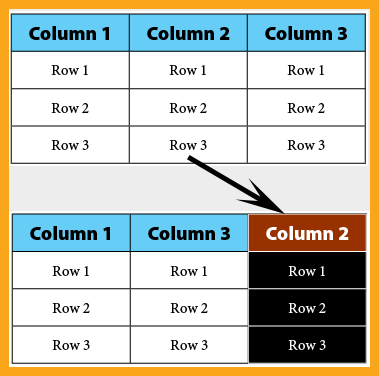 Column 1 Column 2 Column 3
Row 1 Row 1 Row 1
Row 2 Row 2 Row 2
Row 3 Row 3 Row 3
Column 1 Column 3 Column 2
Row 1 Row 1 Row 1
Row 2 Row 2 Row 2
Row 3 Row 3 Row 3